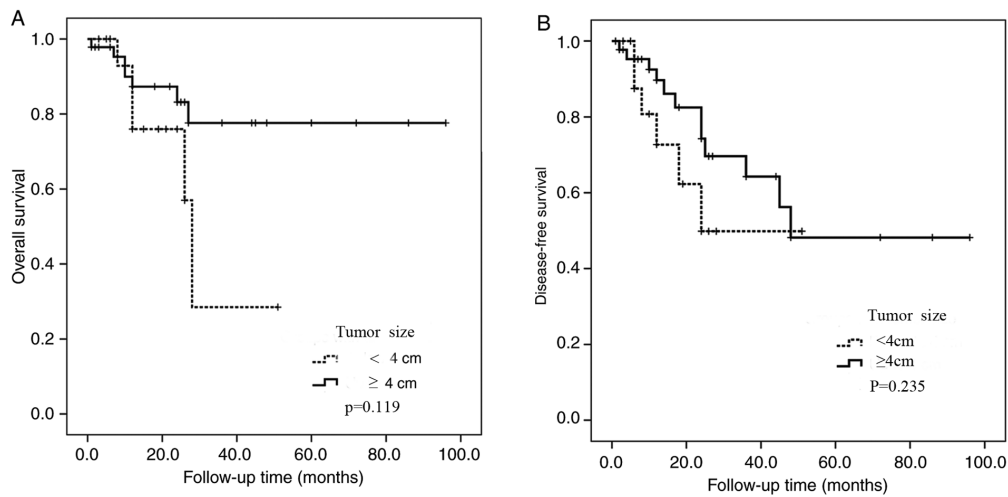 A
1.0
0.8
0.6
0.4
0.2
0.0
Overall survival
0.0 20.0 40.0 60.0 80.0 100.0
Follow-up time (months)
Tumor size
< 4 cm
≥ 4 cm
p=0.119
B
1.0
0.8
0.6
0.4
0.2
0.0
Disease-free survival
0.0 20.0 40.0 60.0 80.0 100.0
Follow-up time (months)
Tumor size
<4cm
≥4cm
P=0.235